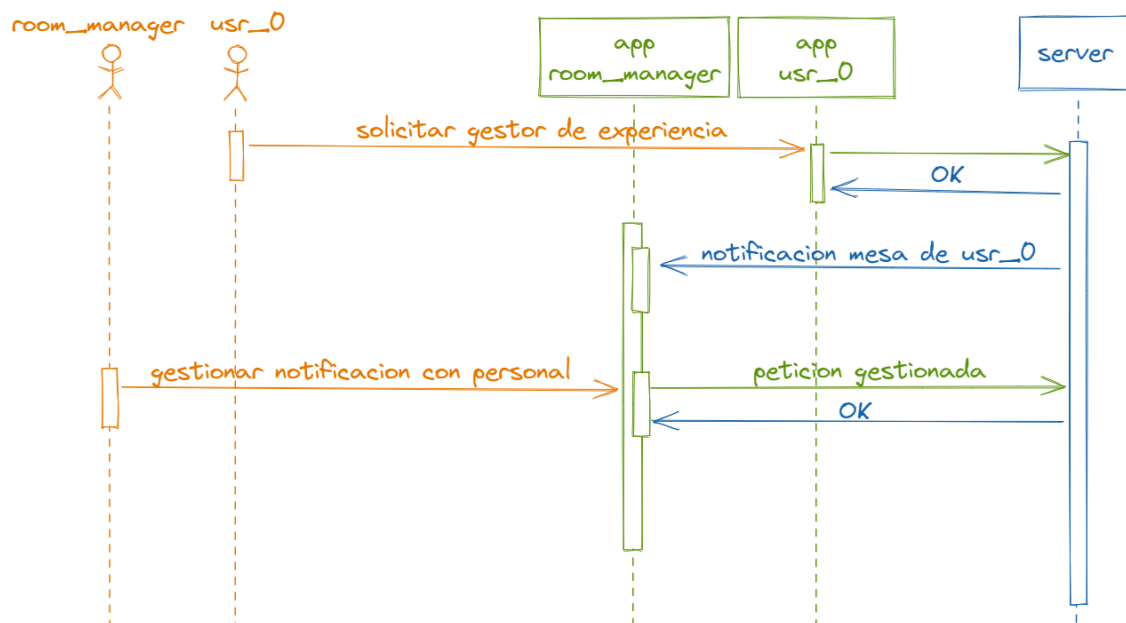 room_manager
usr_0
app
room_manager
app
usr_0
server
solicitar gestor de experiencia
OK
notificacion mesa de usr_0
gestionar notificacion con personal
peticion gestionada
OK